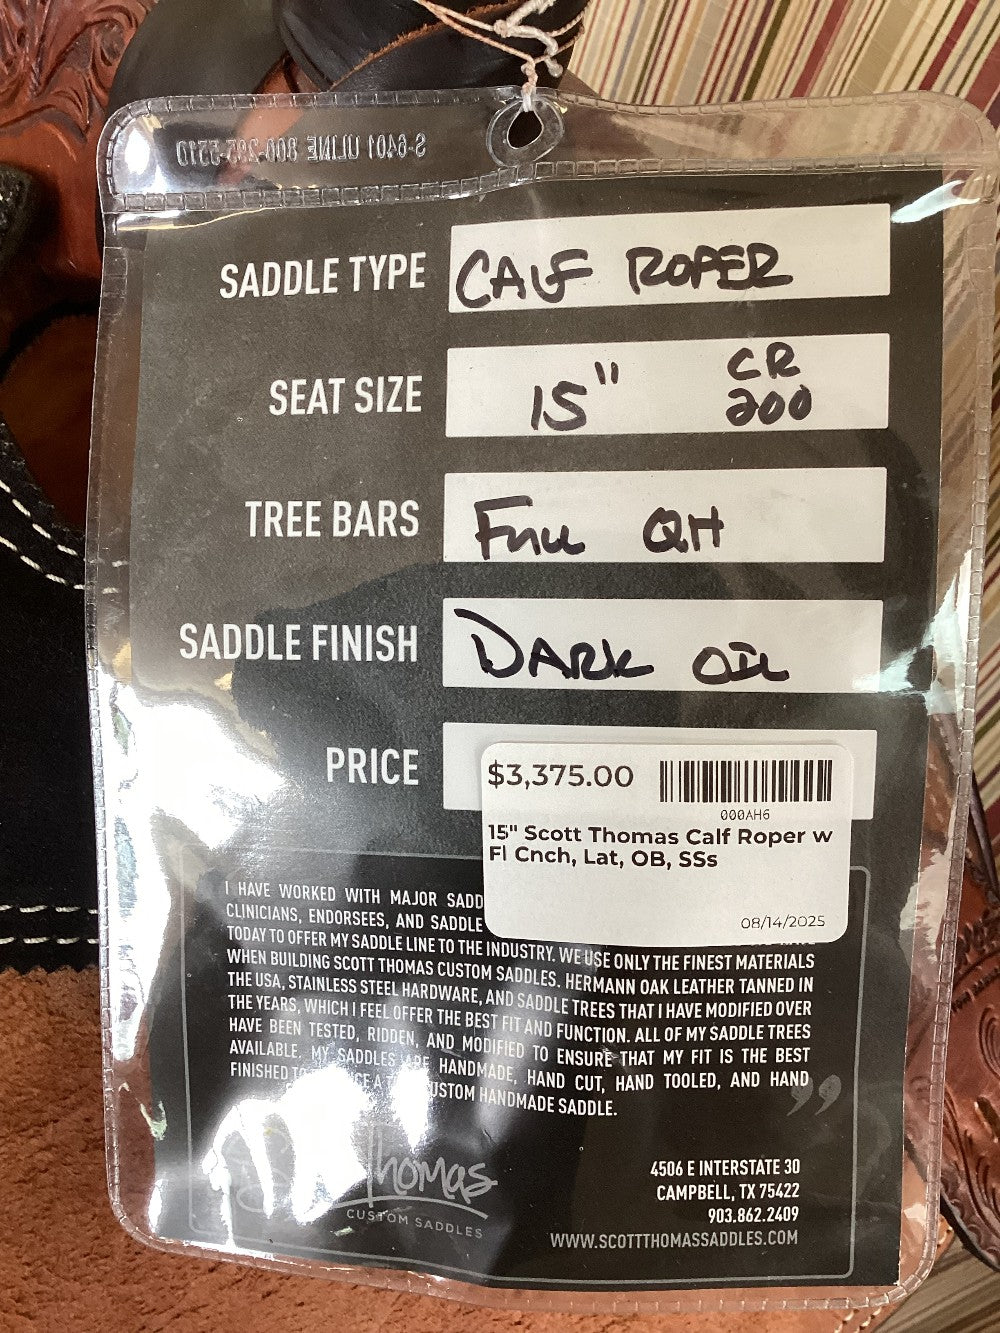 S-6401 ULINE 800-295-5510
SADDLE TYPE CALF ROPER
SEAT SIZE 15" CR 200
TREE BARS FULL QH
SADDLE FINISH DARK OIL
PRICE
$3,375.00
000AH6
15" Scott Thomas Calf Roper w
Fl Cnch, Lat, OB, SSs
08/14/2025
I HAVE WORKED WITH MAJOR
CLINICIANS, ENDORSEES, AND SADDLE
TODAY TO OFFER MY SADDLE LINE TO THE INDUSTRY. WE USE ONLY THE FINEST MATERIALS
WHEN BUILDING SCOTT THOMAS CUSTOM SADDLES. HERMANN OAK LEATHER TANNED IN
THE USA, STAINLESS STEEL HARDWARE, AND SADDLE TREES THAT I HAVE MODIFIED OVER
THE YEARS, WHICH I FEEL OFFER THE BEST FIT AND FUNCTION. ALL OF MY SADDLE TREES
HAVE BEEN TESTED, RIDDEN, AND MODIFIED TO ENSURE THAT MY FIT IS THE BEST
AVAILABLE. MY SADDLES ARE HANDMADE, HAND CUT, HAND TOOLED, AND HAND
FINISHED CUSTOM HANDMADE SADDLE.
Thomas
CUSTOM SADDLES
4506 E INTERSTATE 30
CAMPBELL, TX 75422
903.862.2409
WWW.SCOTTTHOMASSADDLES.COM